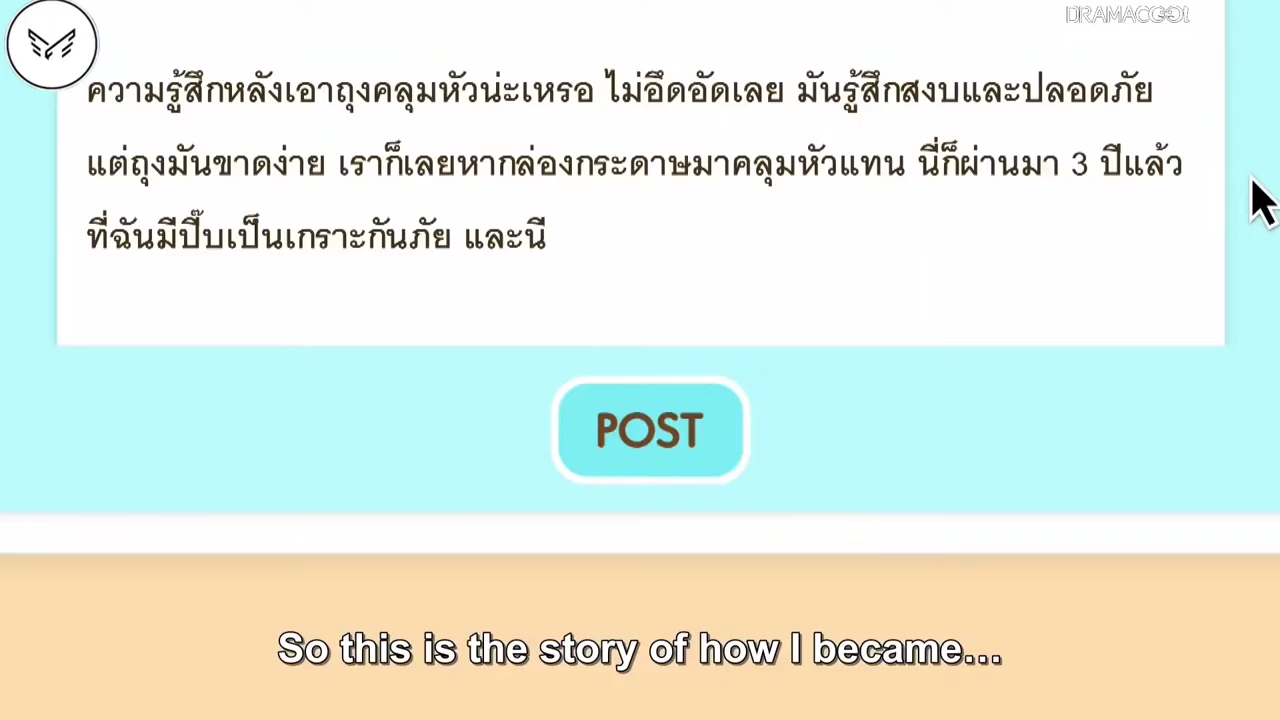 DRAMACOOL
ความรู้สึกหลังเอาถุงคลุมหัวน่ะเหรอ ไม่อึดอัดเลย มันรู้สึกสงบและปลอดภัย
แต่ถุงมันขาดง่าย เราก็เลยหากล่องกระดาษมาคลุมหัวแทน นี่ก็ผ่านมา 3 ปีแล้ว
ที่ฉันมีปี๊บเป็นเกราะกันภัย และนี
POST
So this is the story of how I became...